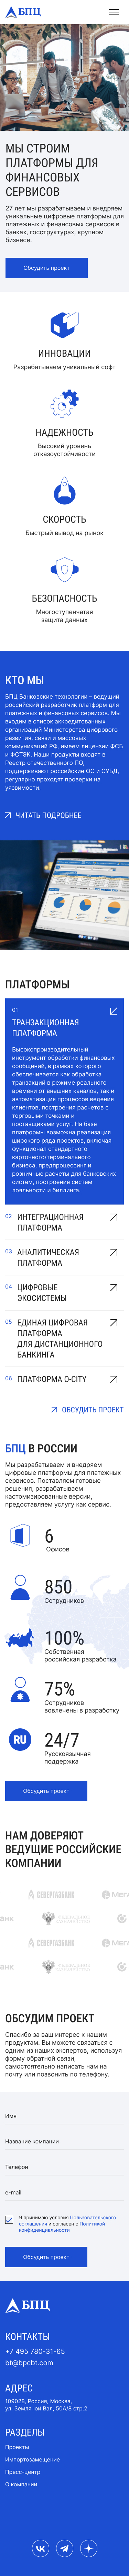 БПЦ
МЫ СТРОИМ
ПЛАТФОРМЫ ДЛЯ
ФИНАНСОВЫХ
СЕРВИСОВ
27 лет мы разрабатываем и внедряем
уникальные цифровые платформы для
платежных и финансовых сервисов в
банках, госструктурах, крупном
бизнесе.
Обсудить проект
ИННОВАЦИИ
Разрабатываем уникальный софт
НАДЕЖНОСТЬ
Высокий уровень
отказоустойчивости
СКОРОСТЬ
Быстрый вывод на рынок
БЕЗОПАСНОСТЬ
Многоступенчатая
защита данных
КТО МЫ
БПЦ Банковские технологии – ведущий
российский разработчик платформ для
платежных и финансовых сервисов. Мы
входим в список аккредитованных
организаций Министерства цифрового
развития, связи и массовых
коммуникаций РФ, имеем лицензии ФСБ
и ФСТЭК. Наши продукты входят в
Реестр отечественного ПО,
поддерживают российские ОС и СУБД,
регулярно проходят проверки на
уязвимости.
ЧИТАТЬ ПОДРОБНЕЕ
ПЛАТФОРМЫ
01
ТРАНЗАКЦИОННАЯ
ПЛАТФОРМА
Высокопроизводительный
инструмент обработки финансовых
сообщений, в рамках которого
обеспечивается как обработка
транзакций в режиме реального
времени от внешних каналов, так и
автоматизация процессов ведения
клиентов, построения расчетов с
торговыми точками и
поставщиками услуг. На базе
платформы возможна реализация
широкого ряда проектов, включая
функционал стандартного
карточного/терминального
бизнеса, предпроцессинг и
розничные расчеты для банковских
систем, построение систем
лояльности и биллинга.
02 ИНТЕГРАЦИОННАЯ
ПЛАТФОРМА
03 АНАЛИТИЧЕСКАЯ
ПЛАТФОРМА
04 ЦИФРОВЫЕ
ЭКОСИСТЕМЫ
05 ЕДИНАЯ ЦИФРОВАЯ
ПЛАТФОРМА
ДЛЯ ДИСТАНЦИОННОГО
БАНКИНГА
06 ПЛАТФОРМА O-CITY
ОБСУДИТЬ ПРОЕКТ
БПЦ В РОССИИ
Мы разрабатываем и внедряем
цифровые платформы для платежных
сервисов. Поставляем готовые
решения, разрабатываем
кастомизированные версии,
предоставляем услугу как сервис.
6
Офисов
850
Сотрудников
100%
Собственная
российская разработка
75%
Сотрудников
вовлечены в разработку
RU
24/7
Русскоязычная
поддержка
Обсудить проект
НАМ ДОВЕРЯЮТ
ВЕДУЩИЕ РОССИЙСКИЕ
КОМПАНИИ
СЕВЕРГАЗБАНК
СЕВЕРГАЗБАНК
ОБСУДИМ ПРОЕКТ
Спасибо за ваш интерес к нашим
продуктам. Вы можете связаться с
одним из наших экспертов, используя
форму обратной связи,
самостоятельно написать нам на
почту или позвонить по телефону.
Имя
Название компании
Телефон
e-mail
Я принимаю условия Пользовательского
соглашения и согласен с Политикой
конфиденциальности
Обсудить проект
БПЦ
КОНТАКТЫ
+7 495 780-31-65
bt@bpcbt.com
АДРЕС
109028, Россия, Москва,
ул. Земляной Вал, 50А/8 стр.2
РАЗДЕЛЫ
Проекты
Импортозамещение
Пресс-центр
О компании